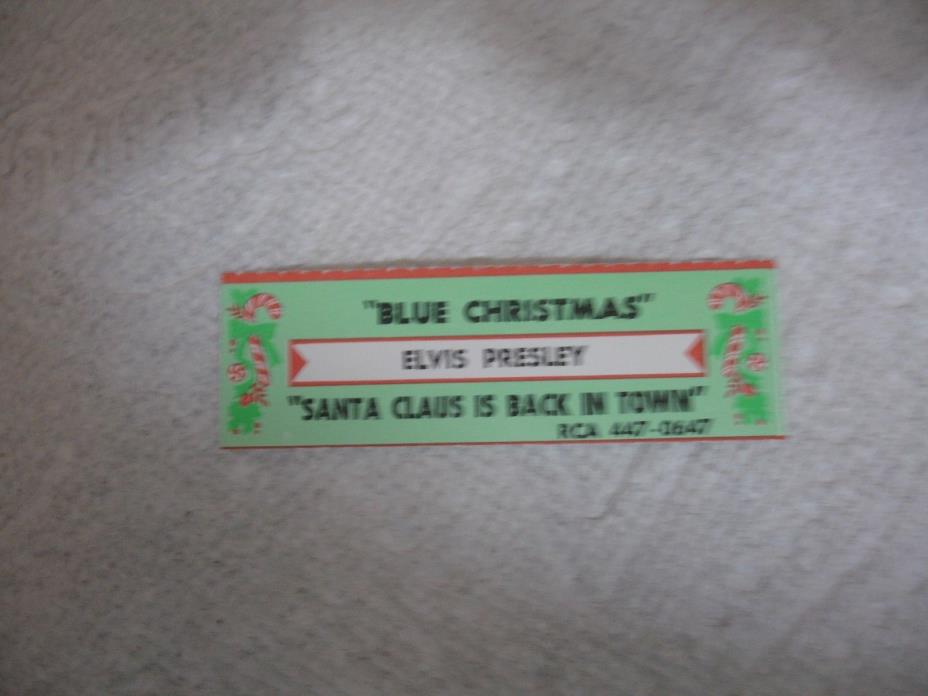 "BLUE CHRISTMAS"
ELVIS PRESLEY
"SANTA CLAUS IS BACK IN TOWN"
RCA 447-0647